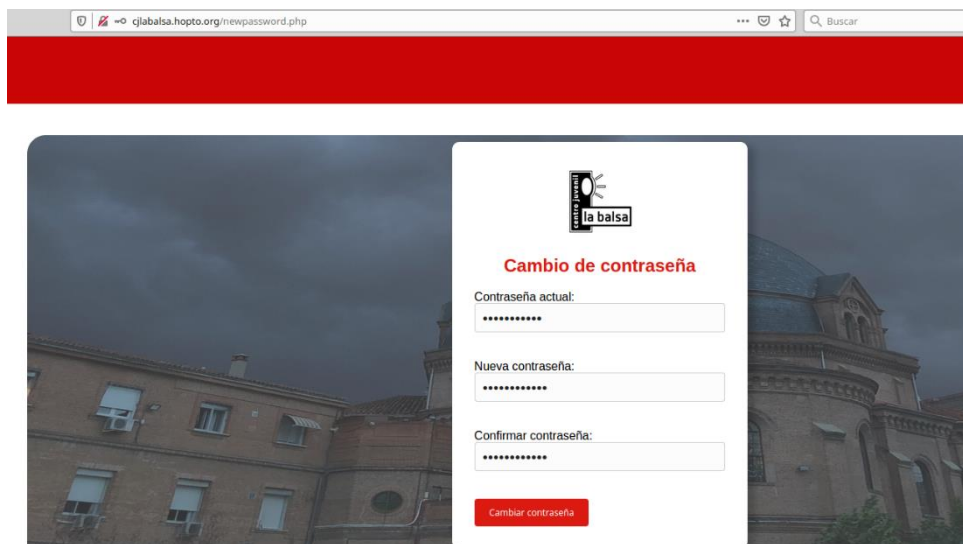 cjlabalsa.hopto.org/newpassword.php
Buscar
centro juvenil
la balsa
Cambio de contraseña
Contraseña actual:
•••••••••••
Nueva contraseña:
••••••••••••
Confirmar contraseña:
••••••••••••
Cambiar contraseña